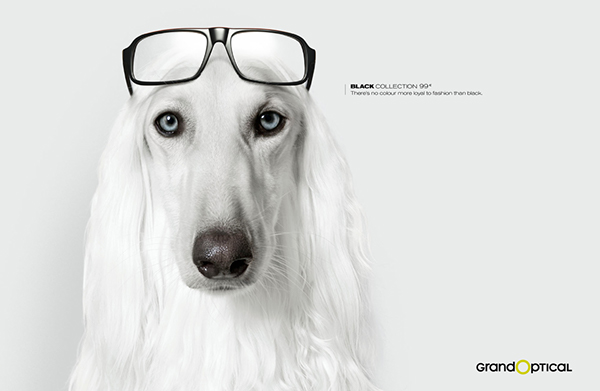 BLACK COLLECTION 99€
There's no colour more loyal to fashion than black.
GRANDOPTICAL